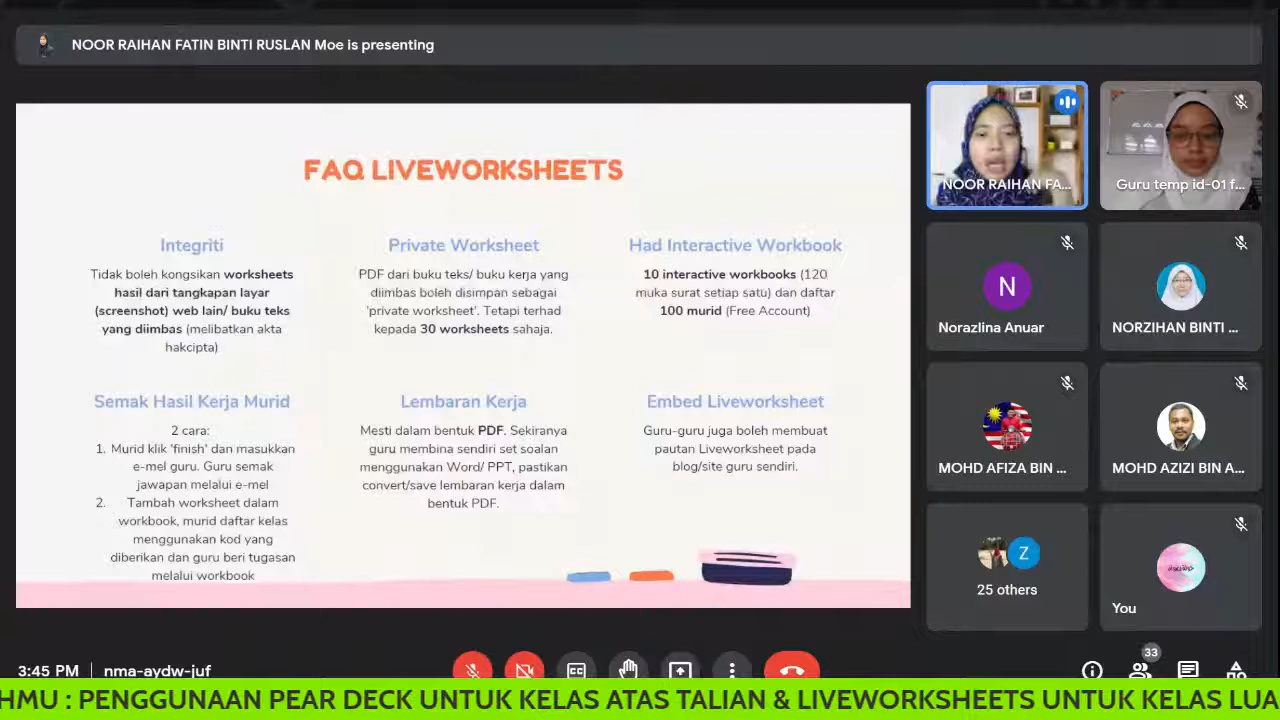 NOOR RAIHAN FATIN BINTI RUSLAN Moe is presenting
FAQ LIVEWORKSHEETS
Integriti
Tidak boleh kongsikan worksheets
hasil dari tangkapan layar
(screenshot) web lain/ buku teks
yang diimbas (melibatkan akta
hakcipta)
Private Worksheet
PDF dari buku teks/ buku kerja yang
diimbas boleh disimpan sebagai
'private worksheet'. Tetapi terhad
kepada 30 worksheets sahaja.
Had Interactive Workbook
10 interactive workbooks (120
muka surat setiap satu) dan daftar
100 murid (Free Account)
Semak Hasil Kerja Murid
2 cara:
1. Murid klik 'finish' dan masukkan
e-mel guru. Guru semak
jawapan melalui e-mel
2. Tambah worksheet dalam
workbook, murid daftar kelas
menggunakan kod yang
diberikan dan guru beri tugasan
melalui workbook
Lembaran Kerja
Mesti dalam bentuk PDF. Sekiranya
guru membina sendiri set soalan
menggunakan Word/ PPT, pastikan
convert/save lembaran kerja dalam
bentuk PDF.
Embed Liveworksheet
Guru-guru juga boleh membuat
pautan Liveworksheet pada
blog/site guru sendiri.
NOOR RAIHAN FA...
Guru temp id-01 f...
N
Norazlina Anuar
NORZIHAN BINTI ...
MOHD AFIZA BIN ...
MOHD AZIZI BIN A...
Z
25 others
You
3:45 PM | nma-aydw-juf
CC
33
HMU : PENGGUNAAN PEAR DECK UNTUK KELAS ATAS TALIAN & LIVEWORKSHEETS UNTUK KELAS LUA